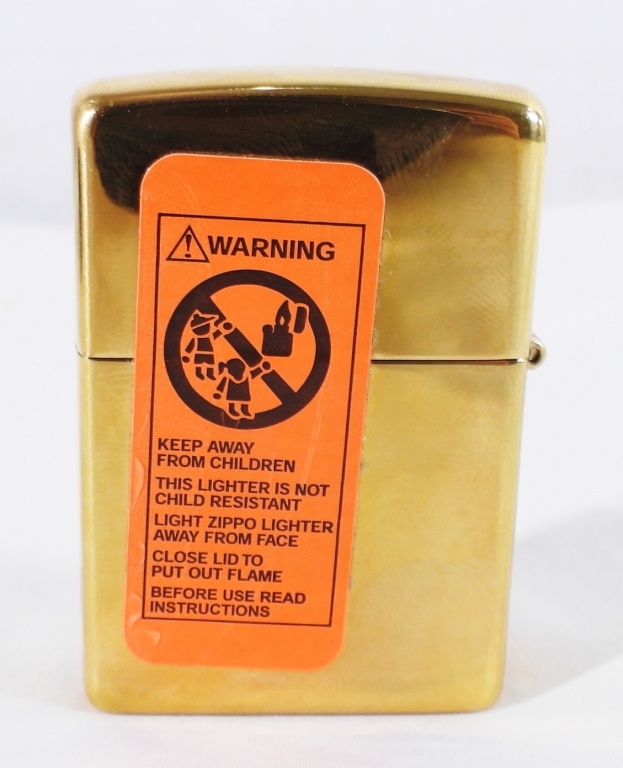 WARNING
KEEP AWAY
FROM CHILDREN
THIS LIGHTER IS NOT
CHILD RESISTANT
LIGHT ZIPPO LIGHTER
AWAY FROM FACE
CLOSE LID TO
PUT OUT FLAME
BEFORE USE READ
INSTRUCTIONS